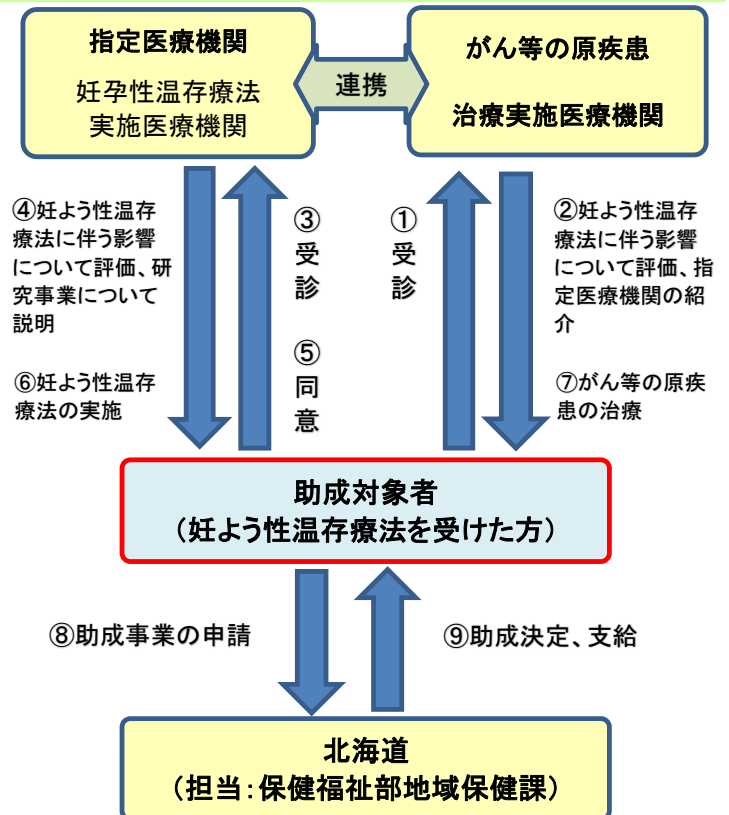 指定医療機関
妊孕性温存療法
実施医療機関
連携
がん等の原疾患
治療実施医療機関
④妊よう性温存
療法に伴う影響
について評価、研
究事業について
説明
⑥妊よう性温存
療法の実施
③
受
診
⑤
同
意
①
受
診
②妊よう性温存
療法に伴う影響
について評価、指
定医療機関の紹
介
⑦がん等の原疾
患の治療
助成対象者
（妊よう性温存療法を受けた方）
⑧助成事業の申請
⑨助成決定、支給
北海道
（担当：保健福祉部地域保健課）